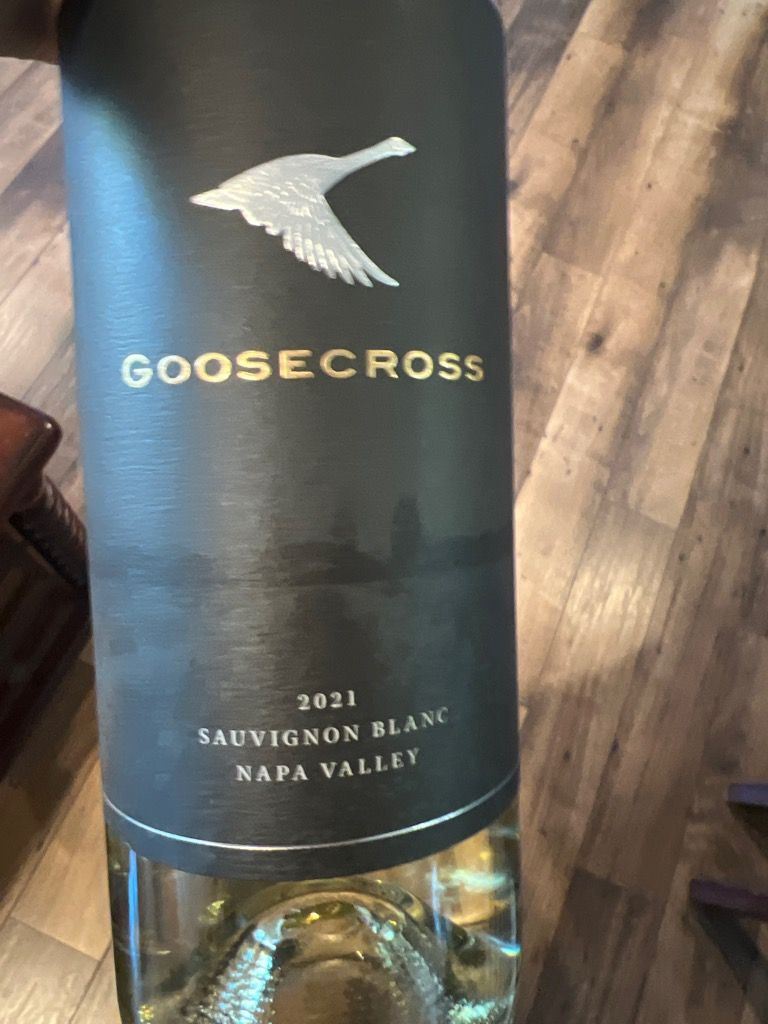 GOOSECROSS
2021
SAUVIGNON BLANC
NAPA VALLEY